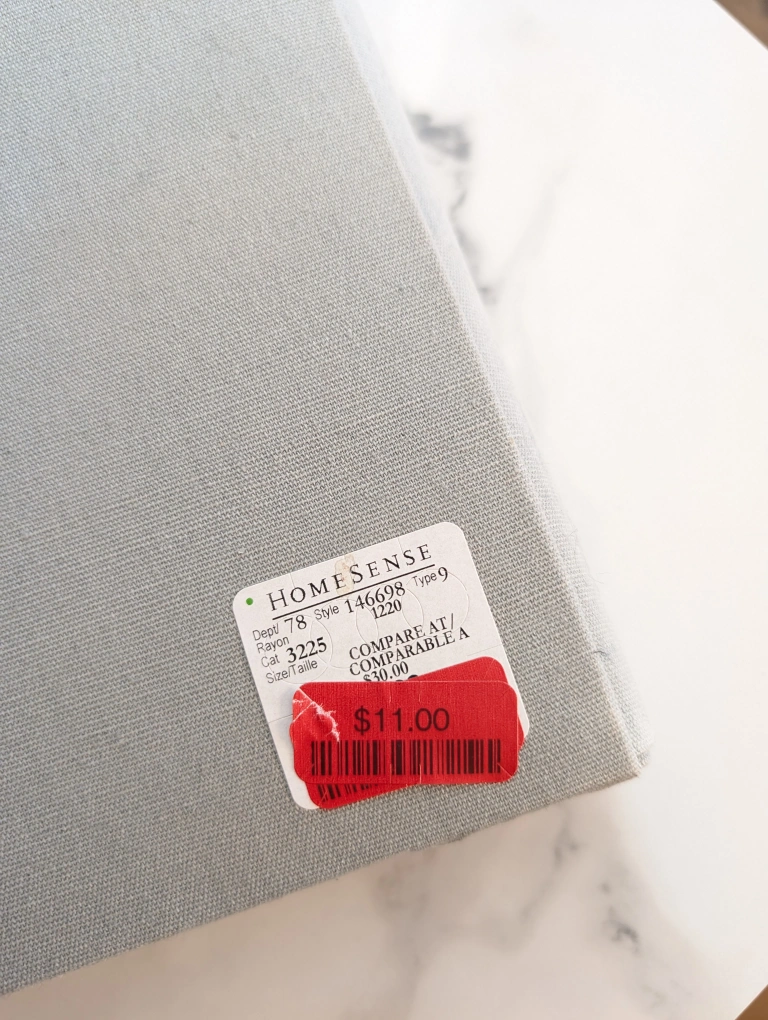 HOMESENSE
Dept/ 78 Style 146698 Type 9
Rayon 1220
Cat 3225
Size/Taille
COMPARE AT/
COMPARABLE A
$30.00
$11.00